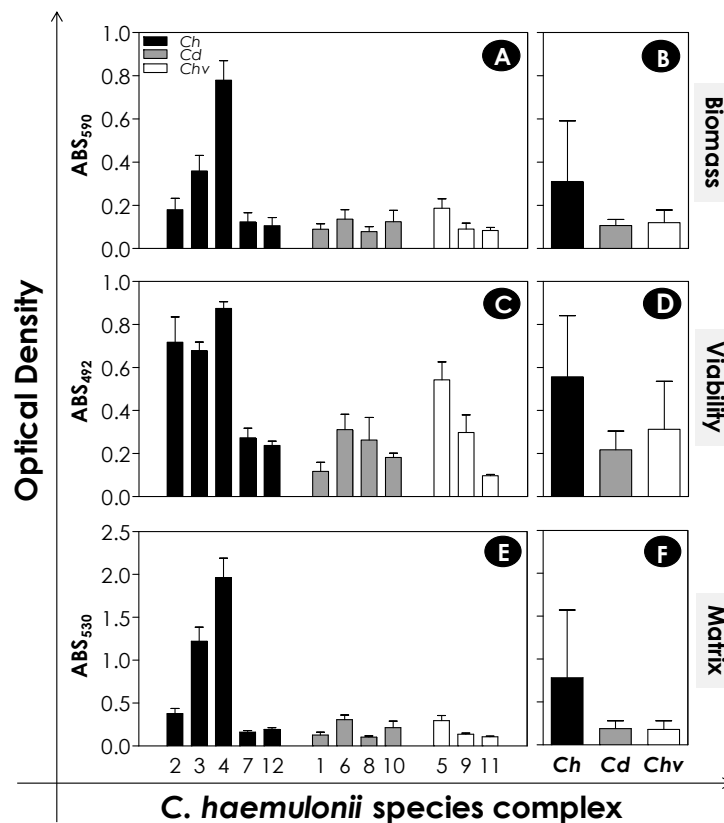 Optical Density
Ch
Cd
Chv
A
ABS590
1.0
0.8
0.6
0.4
0.2
0.0
B
Biomass
C
ABS492
1.0
0.8
0.6
0.4
0.2
0.0
D
Viability
E
ABS530
2.5
2.0
1.5
1.0
0.5
0.0
F
Matrix
2 3 4 7 12 1 6 8 10 5 9 11
Ch Cd Chv
C. haemulonii species complex